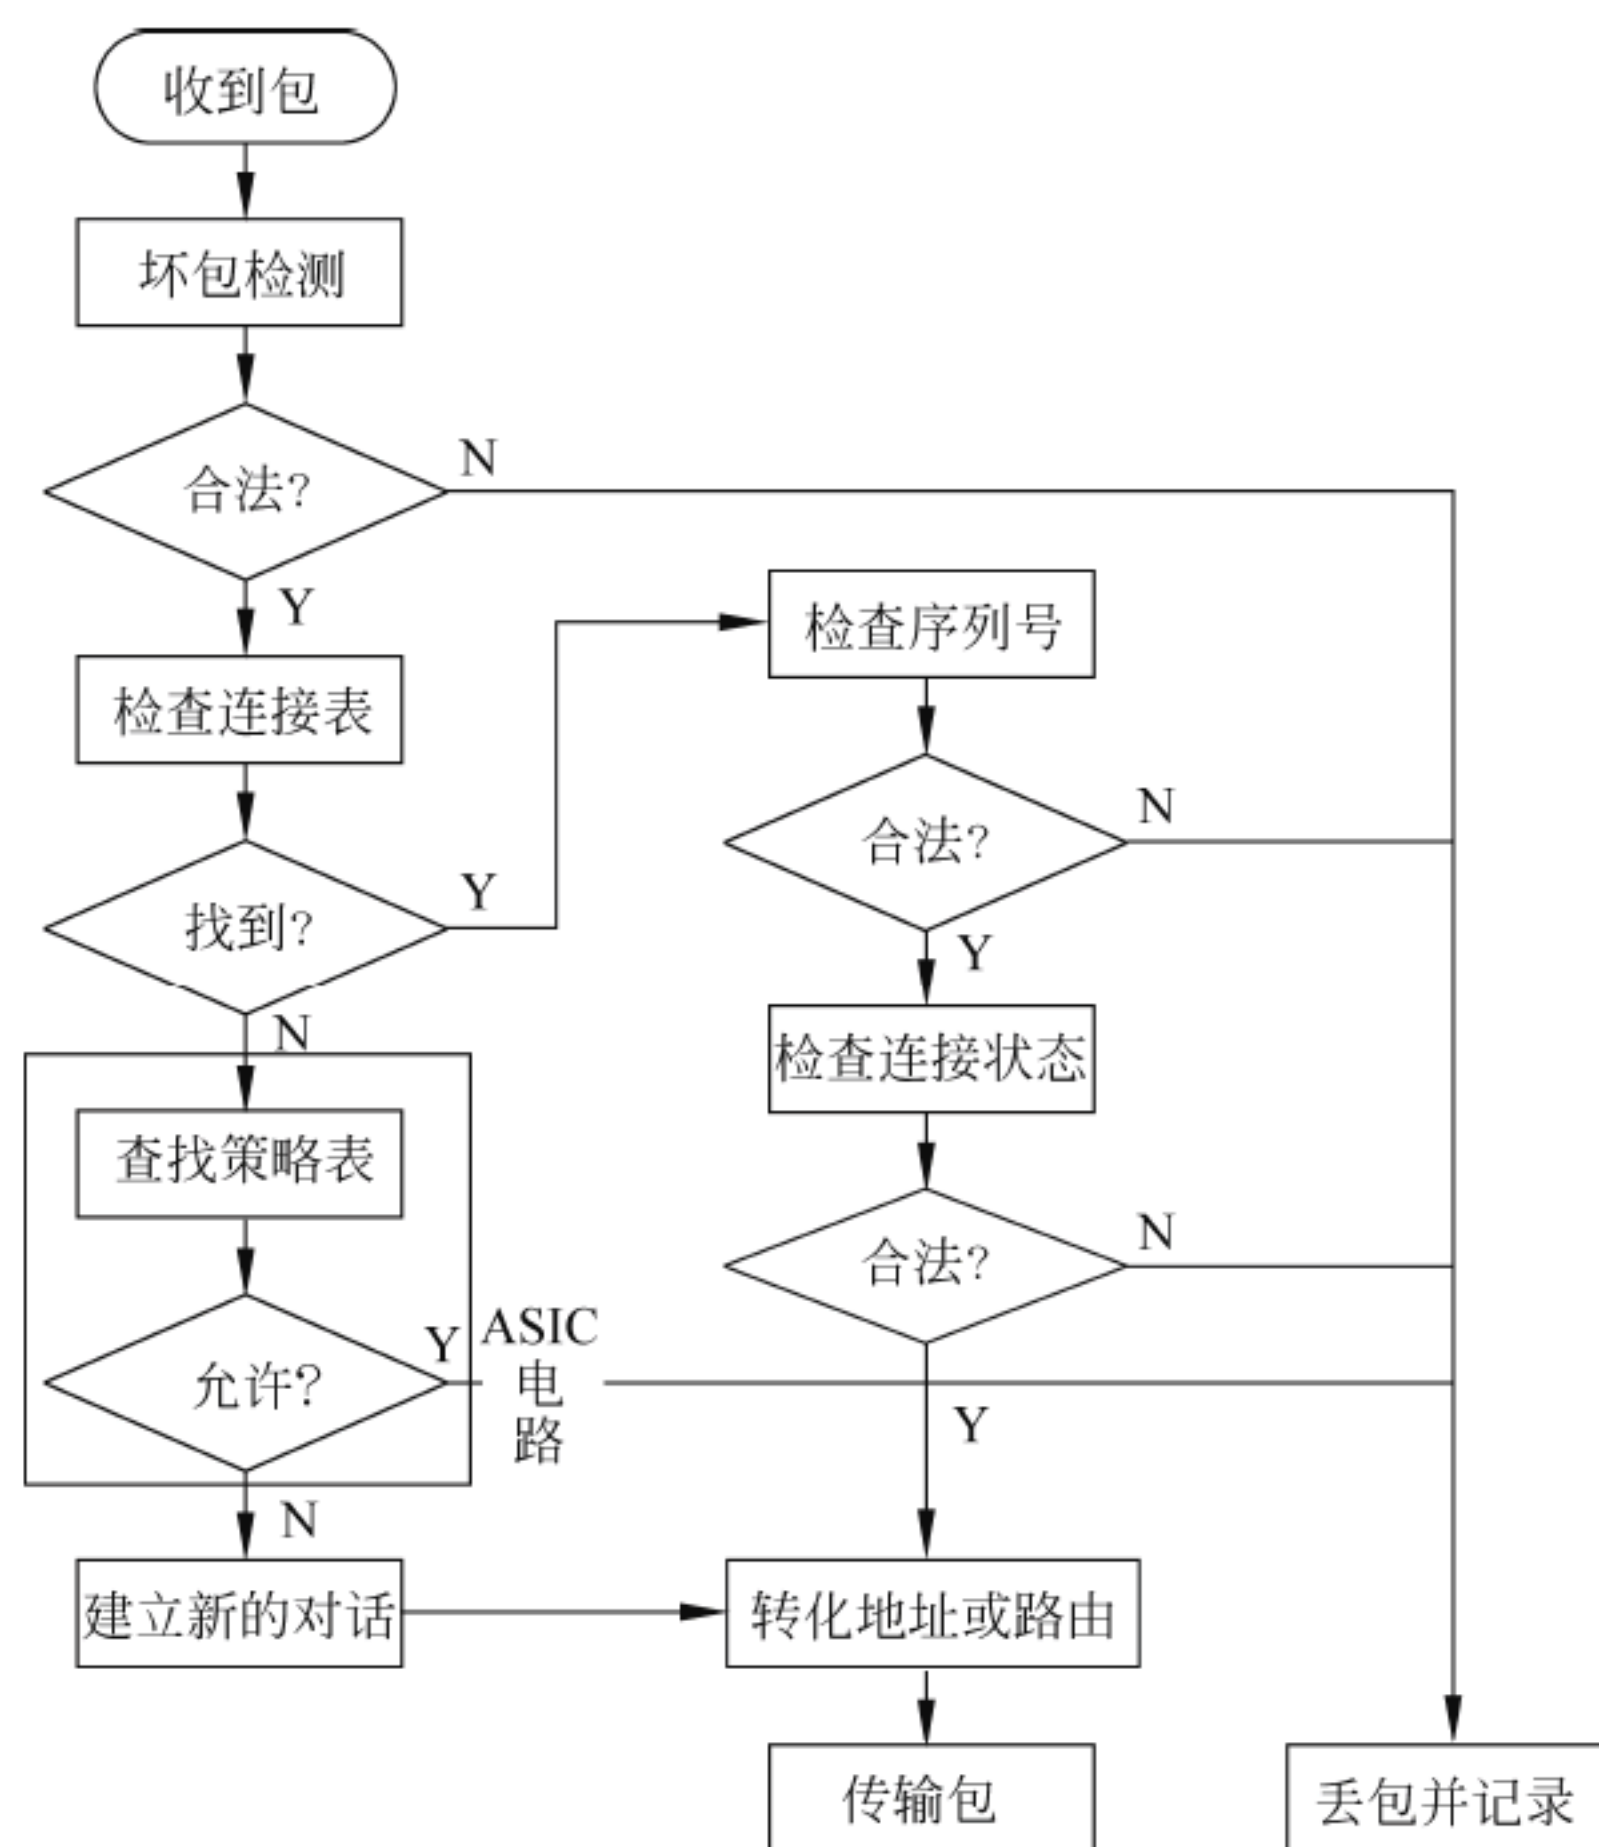 收到包
坏包检测
合法?
N
Y
检查连接表
找到?
Y
N
查找策略表
允许?
Y
ASIC
电
路
N
建立新的对话
检查序列号
合法?
N
Y
检查连接状态
合法?
N
Y
转化地址或路由
传输包
丢包并记录